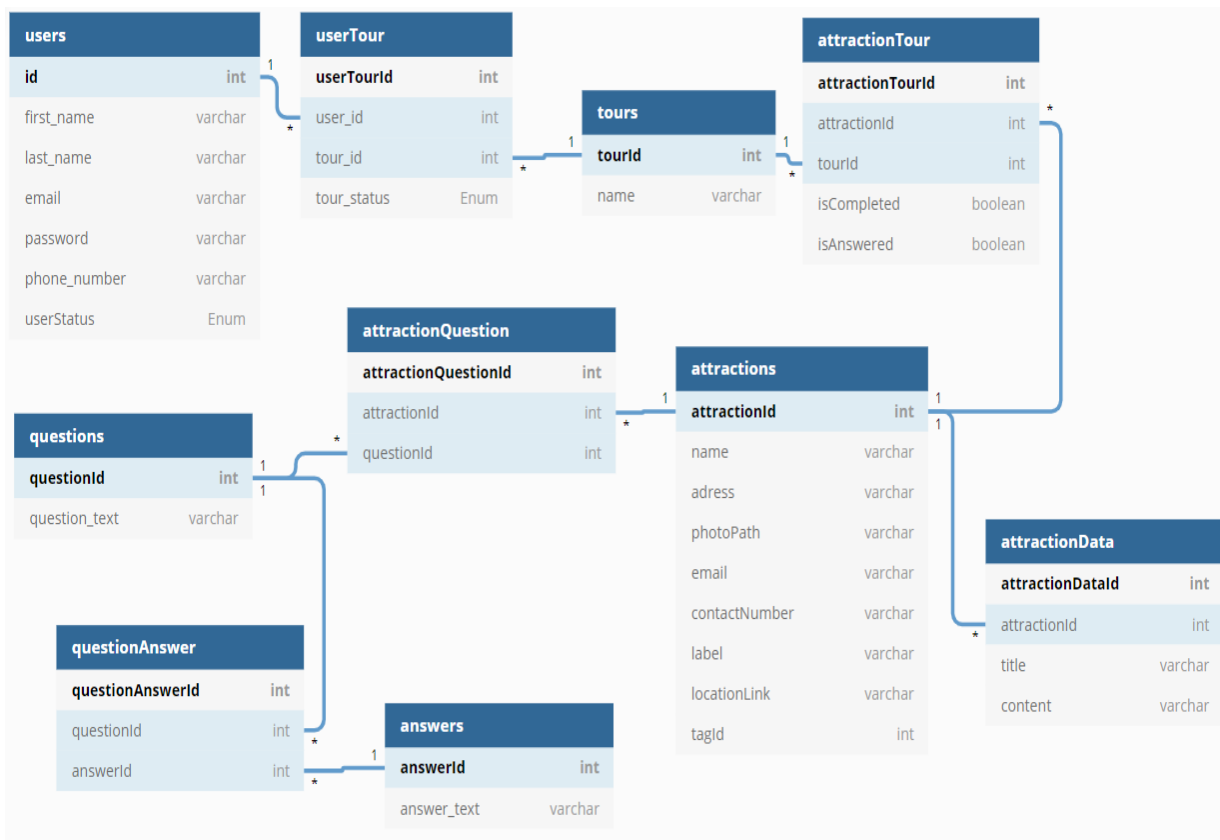 users
id int
first_name varchar
last_name varchar
email varchar
password varchar
phone_number varchar
userStatus Enum
1
*
userTour
userTourId int
user_id int
tour_id int
tour_status Enum
*
1
tours
tourId int
name varchar
1
*
attractionTour
attractionTourId int
attractionId int
tourId int
isCompleted boolean
isAnswered boolean
*
attractionQuestion
attractionQuestionId int
attractionId int
questionId int
*
*
1
attractions
attractionId int
name varchar
adress varchar
photoPath varchar
email varchar
contactNumber varchar
label varchar
locationLink varchar
tagId int
1
1
questions
questionId int
question_text varchar
1
1
attractionData
attractionDataId int
attractionId int
title varchar
content varchar
*
questionAnswer
questionAnswerId int
questionId int
answerId int
*
*
1
answers
answerId int
answer_text varchar